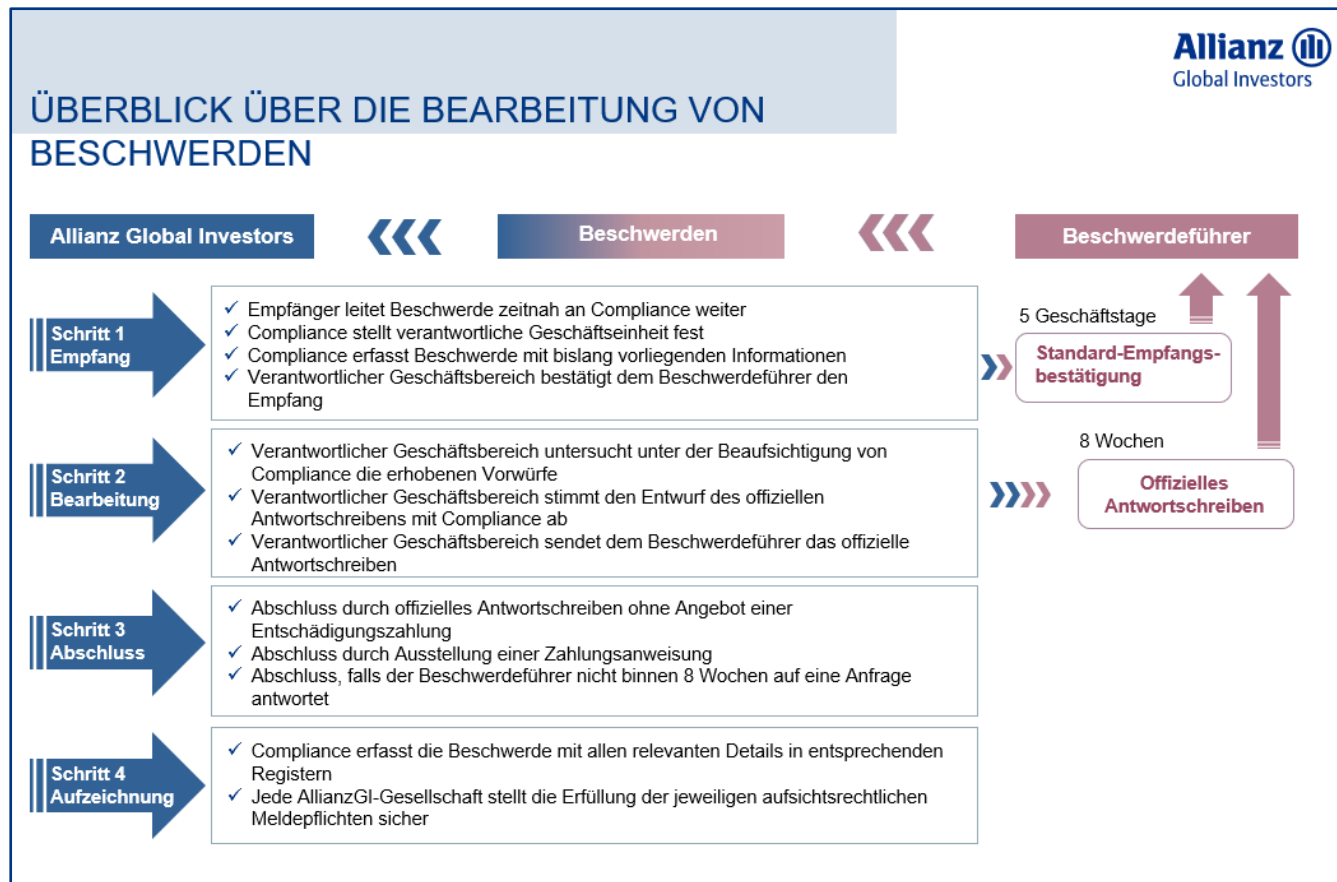 Allianz
Global Investors
ÜBERBLICK ÜBER DIE BEARBEITUNG VON
BESCHWERDEN
Allianz Global Investors
Beschwerden
Beschwerdeführer
Schritt 1
Empfang
✓ Empfänger leitet Beschwerde zeitnah an Compliance weiter
✓ Compliance stellt verantwortliche Geschäftseinheit fest
✓ Compliance erfasst Beschwerde mit bislang vorliegenden Informationen
✓ Verantwortlicher Geschäftsbereich bestätigt dem Beschwerdeführer den
Empfang
5 Geschäftstage
Standard-Empfangs-
bestätigung
Schritt 2
Bearbeitung
✓ Verantwortlicher Geschäftsbereich untersucht unter der Beaufsichtigung von
Compliance die erhobenen Vorwürfe
✓ Verantwortlicher Geschäftsbereich stimmt den Entwurf des offiziellen
Antwortschreibens mit Compliance ab
✓ Verantwortlicher Geschäftsbereich sendet dem Beschwerdeführer das offizielle
Antwortschreiben
8 Wochen
Offizielles
Antwortschreiben
Schritt 3
Abschluss
✓ Abschluss durch offizielles Antwortschreiben ohne Angebot einer
Entschädigungszahlung
✓ Abschluss durch Ausstellung einer Zahlungsanweisung
✓ Abschluss, falls der Beschwerdeführer nicht binnen 8 Wochen auf eine Anfrage
antwortet
Schritt 4
Aufzeichnung
✓ Compliance erfasst die Beschwerde mit allen relevanten Details in entsprechenden
Registern
✓ Jede AllianzGI-Gesellschaft stellt die Erfüllung der jeweiligen aufsichtsrechtlichen
Meldepflichten sicher